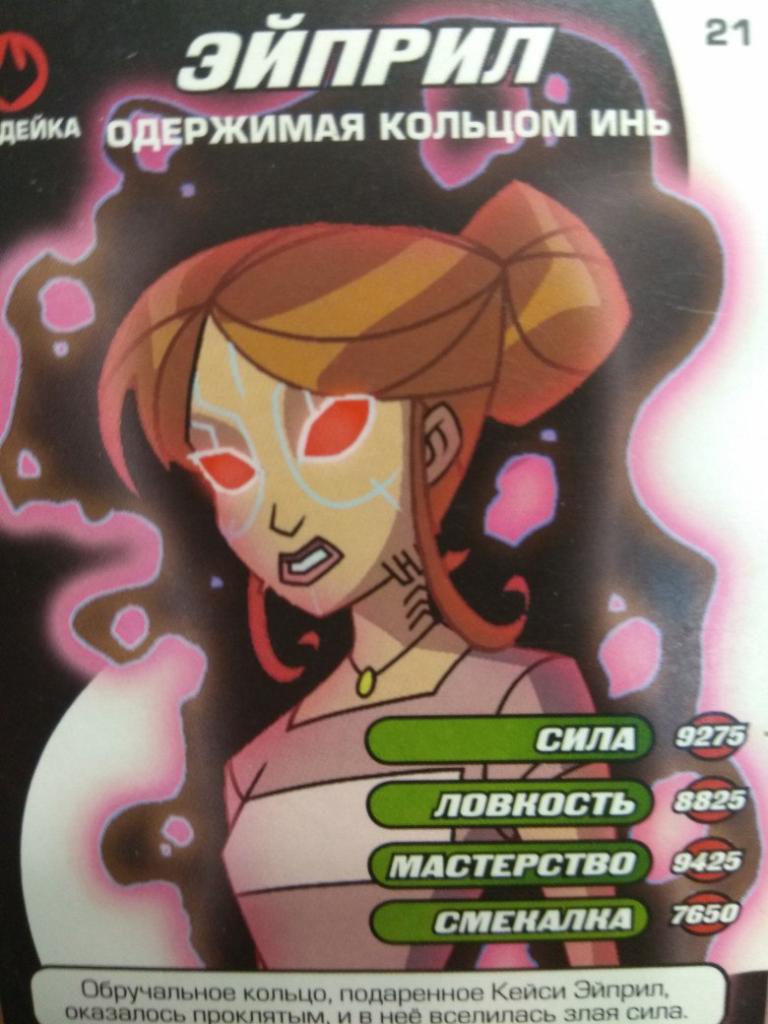 ЭЙПРИЛ
21
ДЕЙКА
ОДЕРЖИМАЯ КОЛЬЦОМ ИНЬ
СИЛА 9275
ЛОВКОСТЬ 8825
МАСТЕРСТВО 9425
СМЕКАЛКА 7650
Обручальное кольцо, подаренное Кейси Эйприл,
оказалось проклятым, и в неё вселилась злая сила.